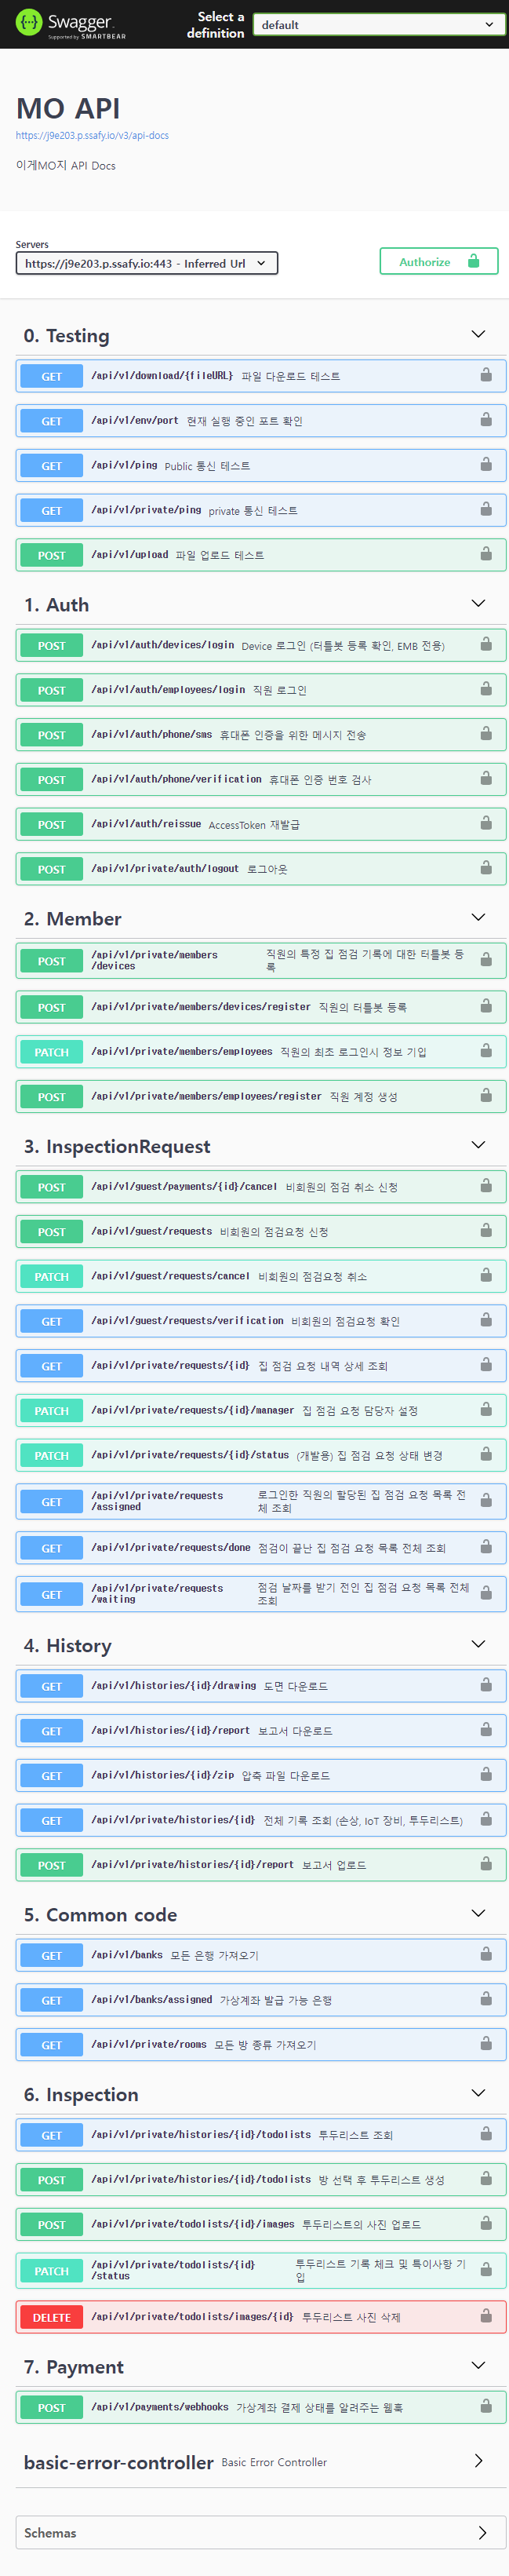 Swagger.
Supported by SMARTBEAR
Select a
definition
default
MO API
https://j9e203.p.ssafy.io/v3/api-docs
이게MO지 API Docs
Servers
https://j9e203.p.ssafy.io:443 - Inferred Url
Authorize
0. Testing
GET /api/v1/download/{fileURL} 파일 다운로드 테스트
GET /api/v1/env/port 현재 실행 중인 포트 확인
GET /api/v1/ping Public 통신 테스트
GET /api/v1/private/ping private 통신 테스트
POST /api/v1/upload 파일 업로드 테스트
1. Auth
POST /api/v1/auth/devices/login Device 로그인 (터틀봇 등록 확인, EMB 전용)
POST /api/v1/auth/employees/login 직원 로그인
POST /api/v1/auth/phone/sms 휴대폰 인증을 위한 메시지 전송
POST /api/v1/auth/phone/verification 휴대폰 인증 번호 검사
POST /api/v1/auth/reissue AccessToken 재발급
POST /api/v1/private/auth/logout 로그아웃
2. Member
POST /api/v1/private/members
/devices
직원의 특정 집 점검 기록에 대한 터틀봇 등
록
POST /api/v1/private/members/devices/register 직원의 터틀봇 등록
PATCH /api/v1/private/members/employees 직원의 최초 로그인시 정보 기입
POST /api/v1/private/members/employees/register 직원 계정 생성
3. InspectionRequest
POST /api/v1/guest/payments/{id}/cancel 비회원의 점검 취소 신청
POST /api/v1/guest/requests 비회원의 점검요청 신청
PATCH /api/v1/guest/requests/cancel 비회원의 점검요청 취소
GET /api/v1/guest/requests/verification 비회원의 점검요청 확인
GET /api/v1/private/requests/{id} 집 점검 요청 내역 상세 조회
PATCH /api/v1/private/requests/{id}/manager 집 점검 요청 담당자 설정
PATCH /api/v1/private/requests/{id}/status (개발용) 집 점검 요청 상태 변경
GET /api/v1/private/requests
/assigned
로그인한 직원의 할당된 집 점검 요청 목록 전
체 조회
GET /api/v1/private/requests/done 점검이 끝난 집 점검 요청 목록 전체 조회
GET /api/v1/private/requests
/waiting
점검 날짜를 받기 전인 집 점검 요청 목록 전체
조회
4. History
GET /api/v1/histories/{id}/drawing 도면 다운로드
GET /api/v1/histories/{id}/report 보고서 다운로드
GET /api/v1/histories/{id}/zip 압축 파일 다운로드
GET /api/v1/private/histories/{id} 전체 기록 조회 (손상, IoT 장비, 투두리스트)
POST /api/v1/private/histories/{id}/report 보고서 업로드
5. Common code
GET /api/v1/banks 모든 은행 가져오기
GET /api/v1/banks/assigned 가상계좌 발급 가능 은행
GET /api/v1/private/rooms 모든 방 종류 가져오기
6. Inspection
GET /api/v1/private/histories/{id}/todolists 투두리스트 조회
POST /api/v1/private/histories/{id}/todolists 방 선택 후 투두리스트 생성
POST /api/v1/private/todolists/{id}/images 투두리스트의 사진 업로드
PATCH /api/v1/private/todolists/{id}
/status
투두리스트 기록 체크 및 특이사항 기
입
DELETE /api/v1/private/todolists/images/{id} 투두리스트 사진 삭제
7. Payment
POST /api/v1/payments/webhooks 가상계좌 결제 상태를 알려주는 웹훅
basic-error-controller Basic Error Controller
Schemas